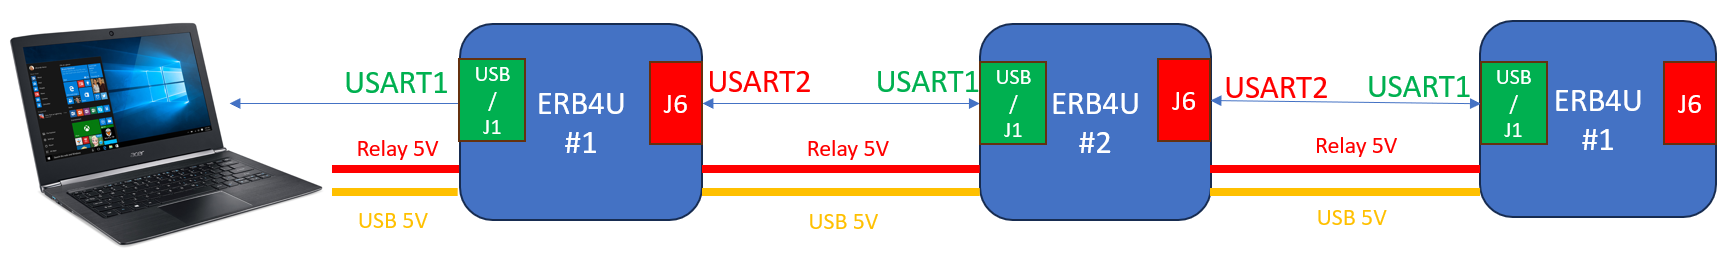 USART1
USB
/
J1
ERB4U
#1
J6
USART2
USART1
USB
/
J1
ERB4U
#2
J6
USART2
USART1
USB
/
J1
ERB4U
#1
J6
Relay 5V
Relay 5V
Relay 5V
USB 5V
USB 5V
USB 5V
acer